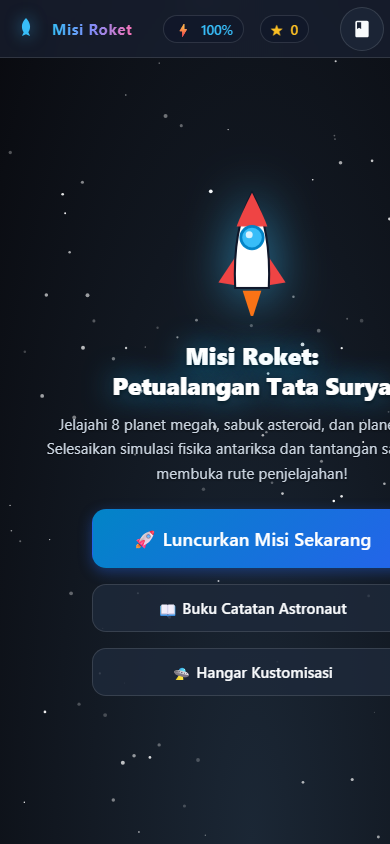 Misi Roket
100%
0
Misi Roket:
Petualangan Tata Surya
Jelajahi 8 planet megah, sabuk asteroid, dan
Selesaikan simulasi fisika antariksa dan tantangan
membuka rute penjelajahan!
Luncurkan Misi Sekarang
Buku Catatan Astronaut
Hangar Kustomisasi